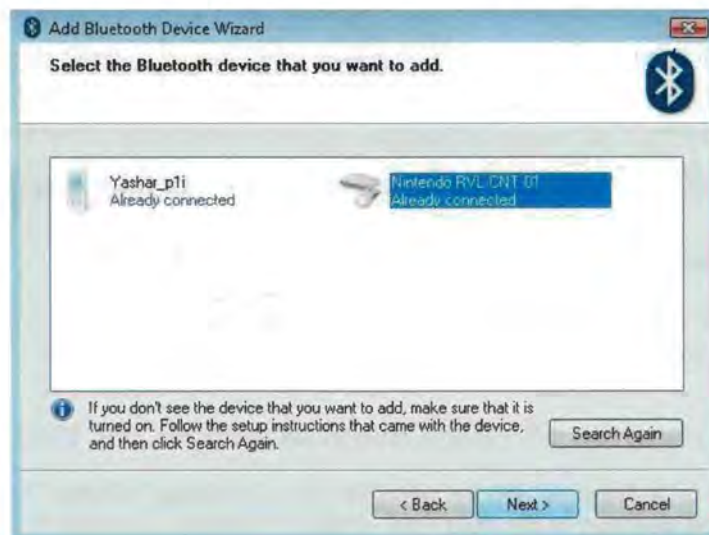 Add Bluetooth Device Wizard
Select the Bluetooth device that you want to add.
Yashar_p1i
Already connected
Nintendo RVL-CNT-01
Already connected
If you don't see the device that you want to add, make sure that it is
turned on. Follow the setup instructions that came with the device,
and then click Search Again.
Search Again
< Back
Next >
Cancel